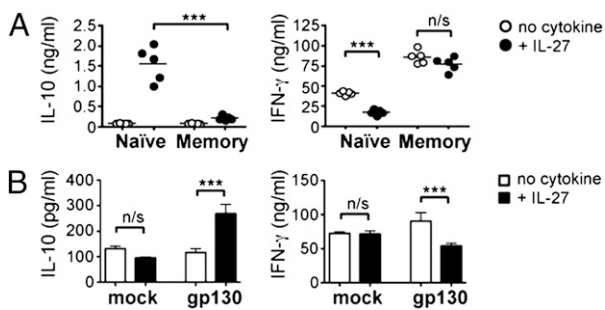 A
IL-10 (ng/ml)
2.5
2.0
1.5
1.0
0.5
0
***
Naïve Memory
IFN-γ (ng/ml)
125
100
75
50
25
0
***
n/s
Naïve Memory
no cytokine
+ IL-27
B
IL-10 (pg/ml)
400
300
200
100
0
n/s
***
mock gp130
IFN-γ (ng/ml)
150
100
50
0
n/s
***
mock gp130
no cytokine
+ IL-27